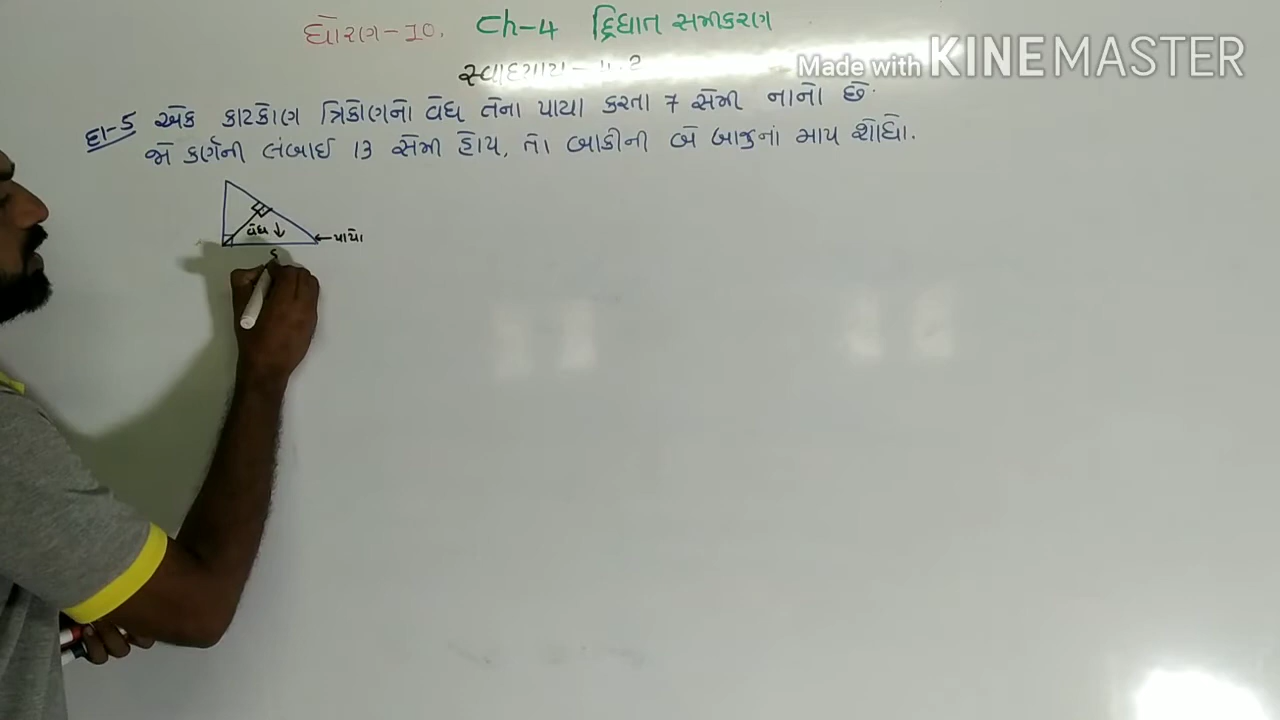 ધોરણ-10. Ch-4 દ્વિઘાત સમીકરણ
Made with KINEMASTER
સ્વાધ્યાય-
દા-5 એક કાટકોણ ત્રિકોણનો વેધ તેના પાયા કરતા 7 સેમી નાનો છે.
જો કર્ણની લંબાઈ 13 સેમી હોય, તો બાકીની બે બાજુનાં માપ શોધો.
વેધ ↓
પાયો